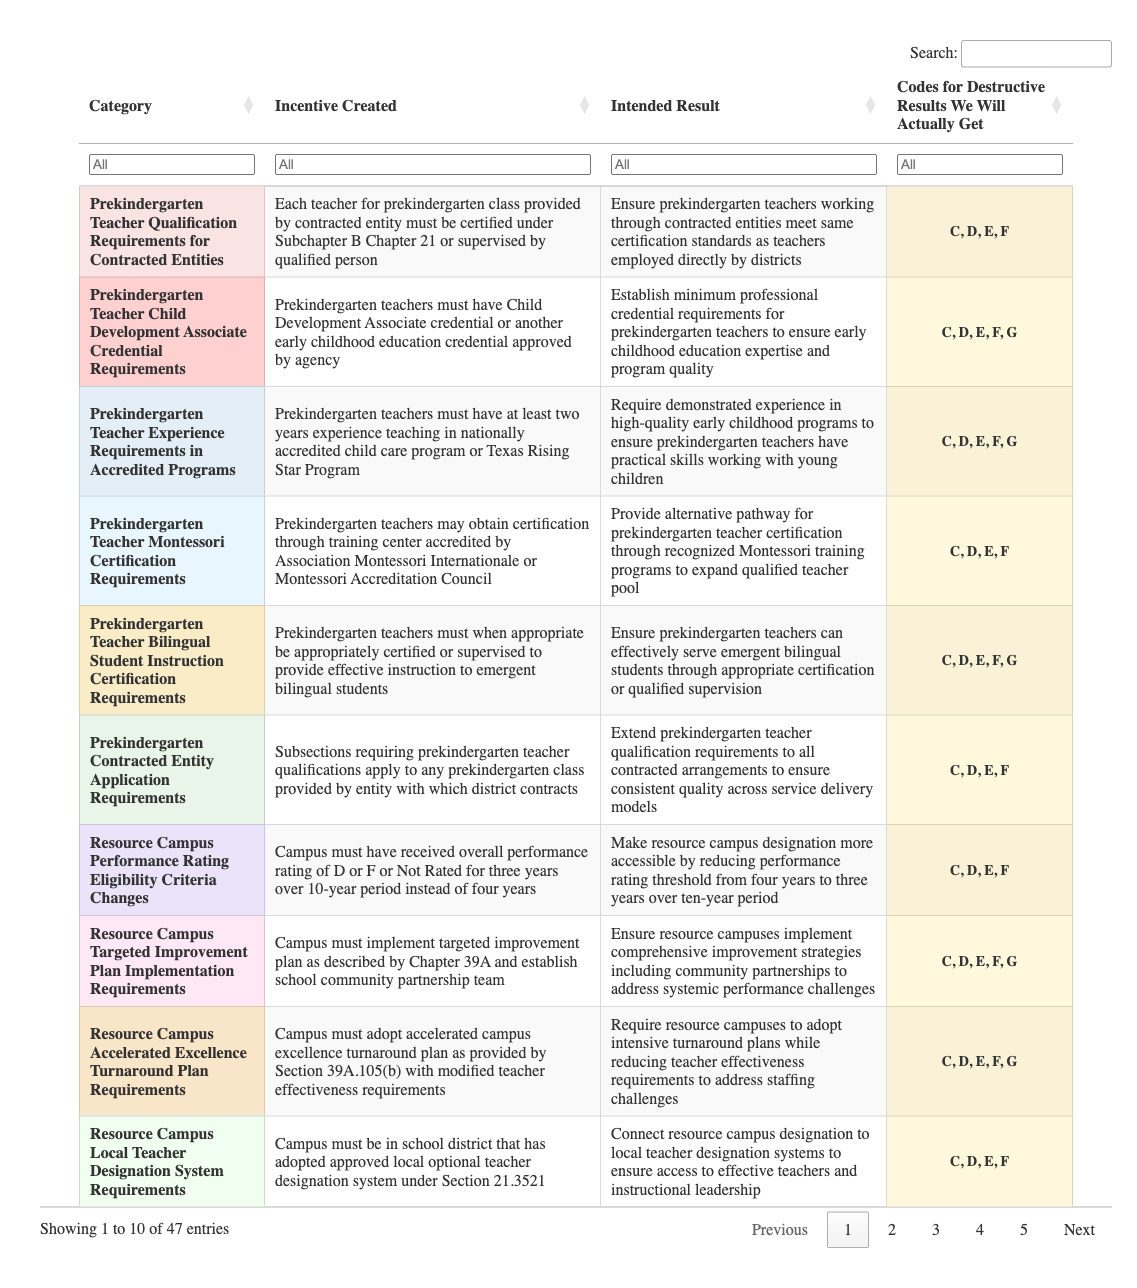 Search:
Category
Incentive Created
Intended Result
Codes for Destructive
Results We Will
Actually Get
All
All
All
All
Prekindergarten
Teacher Qualification
Requirements for
Contracted Entities
Each teacher for prekindergarten class provided
by contracted entity must be certified under
Subchapter B Chapter 21 or supervised by
qualified person
Ensure prekindergarten teachers working
through contracted entities meet same
certification standards as teachers
employed directly by districts
C, D, E, F
Prekindergarten
Teacher Child
Development Associate
Credential
Requirements
Prekindergarten teachers must have Child
Development Associate credential or another
early childhood education credential approved
by agency
Establish minimum professional
credential requirements for
prekindergarten teachers to ensure early
childhood education expertise and
program quality
C, D, E, F, G
Prekindergarten
Teacher Experience
Requirements in
Accredited Programs
Prekindergarten teachers must have at least two
years experience teaching in nationally
accredited child care program or Texas Rising
Star Program
Require demonstrated experience in
high-quality early childhood programs to
ensure prekindergarten teachers have
practical skills working with young
children
C, D, E, F, G
Prekindergarten
Teacher Montessori
Certification
Requirements
Prekindergarten teachers may obtain certification
through training center accredited by
Association Montessori Internationale or
Montessori Accreditation Council
Provide alternative pathway for
prekindergarten teacher certification
through recognized Montessori training
programs to expand qualified teacher
pool
C, D, E, F
Prekindergarten
Teacher Bilingual
Student Instruction
Certification
Requirements
Prekindergarten teachers must when appropriate
be appropriately certified or supervised to
provide effective instruction to emergent
bilingual students
Ensure prekindergarten teachers can
effectively serve emergent bilingual
students through appropriate certification
or qualified supervision
C, D, E, F, G
Prekindergarten
Contracted Entity
Application
Requirements
Subsections requiring prekindergarten teacher
qualifications apply to any prekindergarten class
provided by entity with which district contracts
Extend prekindergarten teacher
qualification requirements to all
contracted arrangements to ensure
consistent quality across service delivery
models
C, D, E, F
Resource Campus
Performance Rating
Eligibility Criteria
Changes
Campus must have received overall performance
rating of D or F or Not Rated for three years
over 10-year period instead of four years
Make resource campus designation more
accessible by reducing performance
rating threshold from four years to three
years over ten-year period
C, D, E, F
Resource Campus
Targeted Improvement
Plan Implementation
Requirements
Campus must implement targeted improvement
plan as described by Chapter 39A and establish
school community partnership team
Ensure resource campuses implement
comprehensive improvement strategies
including community partnerships to
address systemic performance challenges
C, D, E, F, G
Resource Campus
Accelerated Excellence
Turnaround Plan
Requirements
Campus must adopt accelerated campus
excellence turnaround plan as provided by
Section 39A.105(b) with modified teacher
effectiveness requirements
Require resource campuses to adopt
intensive turnaround plans while
reducing teacher effectiveness
requirements to address staffing
challenges
C, D, E, F, G
Resource Campus
Local Teacher
Designation System
Requirements
Campus must be in school district that has
adopted approved local optional teacher
designation system under Section 21.3521
Connect resource campus designation to
local teacher designation systems to
ensure access to effective teachers and
instructional leadership
C, D, E, F
Showing 1 to 10 of 47 entries
Previous 1 2 3 4 5 Next